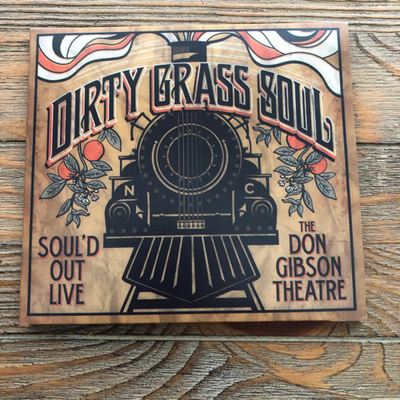 DIRTY GRASS SOUL
N C
SOUL'D
OUT
LIVE
THE
DON
GIBSON
THEATRE